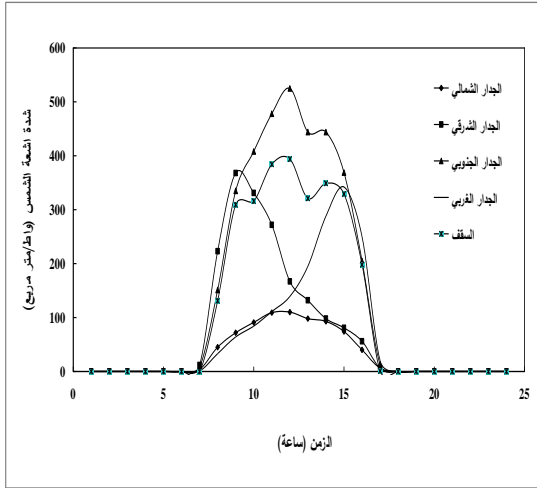 600
500
400
300
200
100
0
0 5 10 15 20 25
شدة اشعة الشمس (واط/متر مربع)
الزمن (ساعة)
الجدار الشمالي
الجدار الشرقي
الجدار الجنوبي
الجدار الغربي
السقف